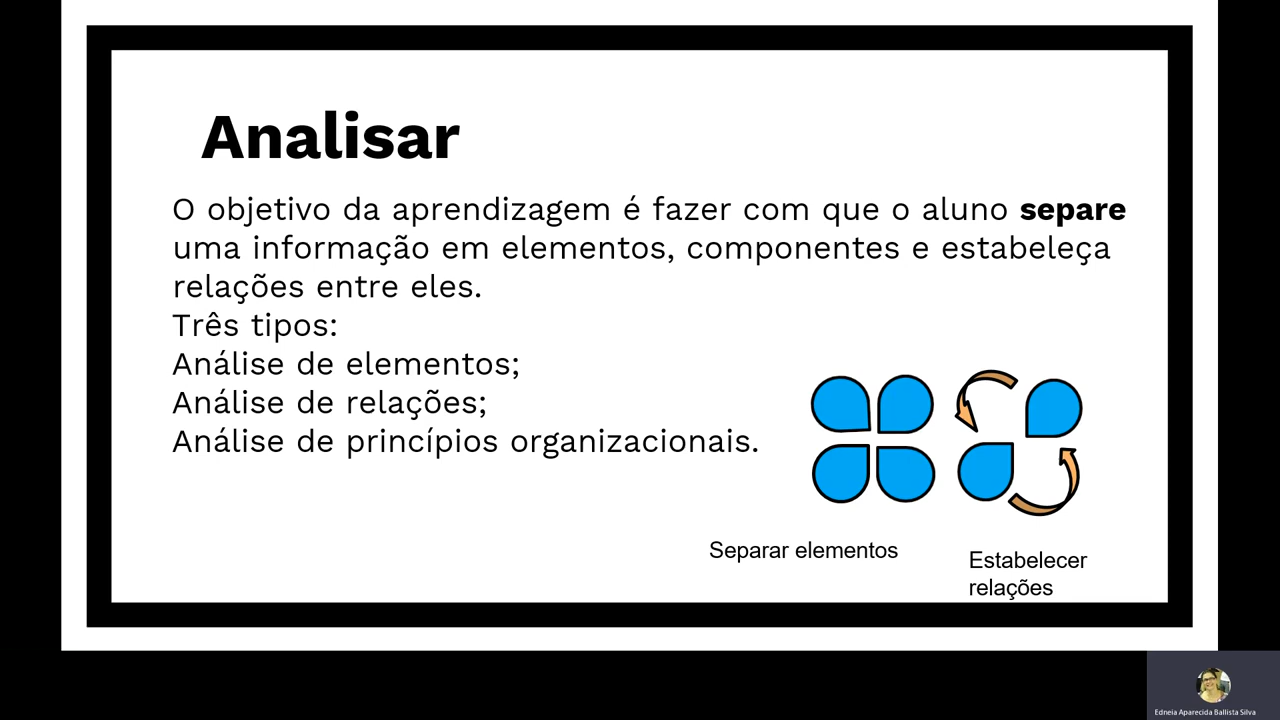 Analisar
O objetivo da aprendizagem é fazer com que o aluno separe
uma informação em elementos, componentes e estabeleça
relações entre eles.
Três tipos:
Análise de elementos;
Análise de relações;
Análise de princípios organizacionais.
Separar elementos
Estabelecer
relações
Edneia Aparecida Ballista Silva